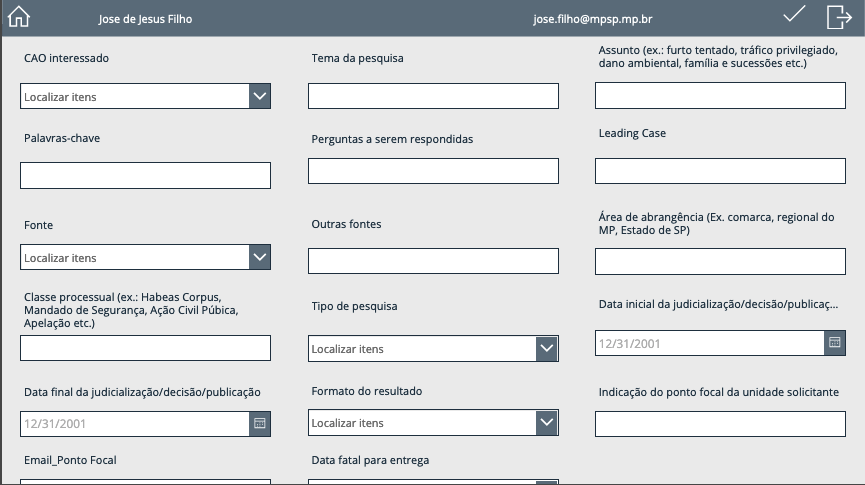 Jose de Jesus Filho
jose.filho@mpsp.mp.br
CAO interessado
Localizar itens
Tema da pesquisa
Assunto (ex.: furto tentado, tráfico privilegiado,
dano ambiental, família e sucessões etc.)
Palavras-chave
Perguntas a serem respondidas
Leading Case
Fonte
Localizar itens
Outras fontes
Área de abrangência (Ex. comarca, regional do
MP, Estado de SP)
Classe processual (ex.: Habeas Corpus,
Mandado de Segurança, Ação Civil Púbica,
Apelação etc.)
Tipo de pesquisa
Localizar itens
Data inicial da judicialização/decisão/publicaç...
12/31/2001
Data final da judicialização/decisão/publicação
12/31/2001
Formato do resultado
Localizar itens
Indicação do ponto focal da unidade solicitante
Email_Ponto Focal
Data fatal para entrega